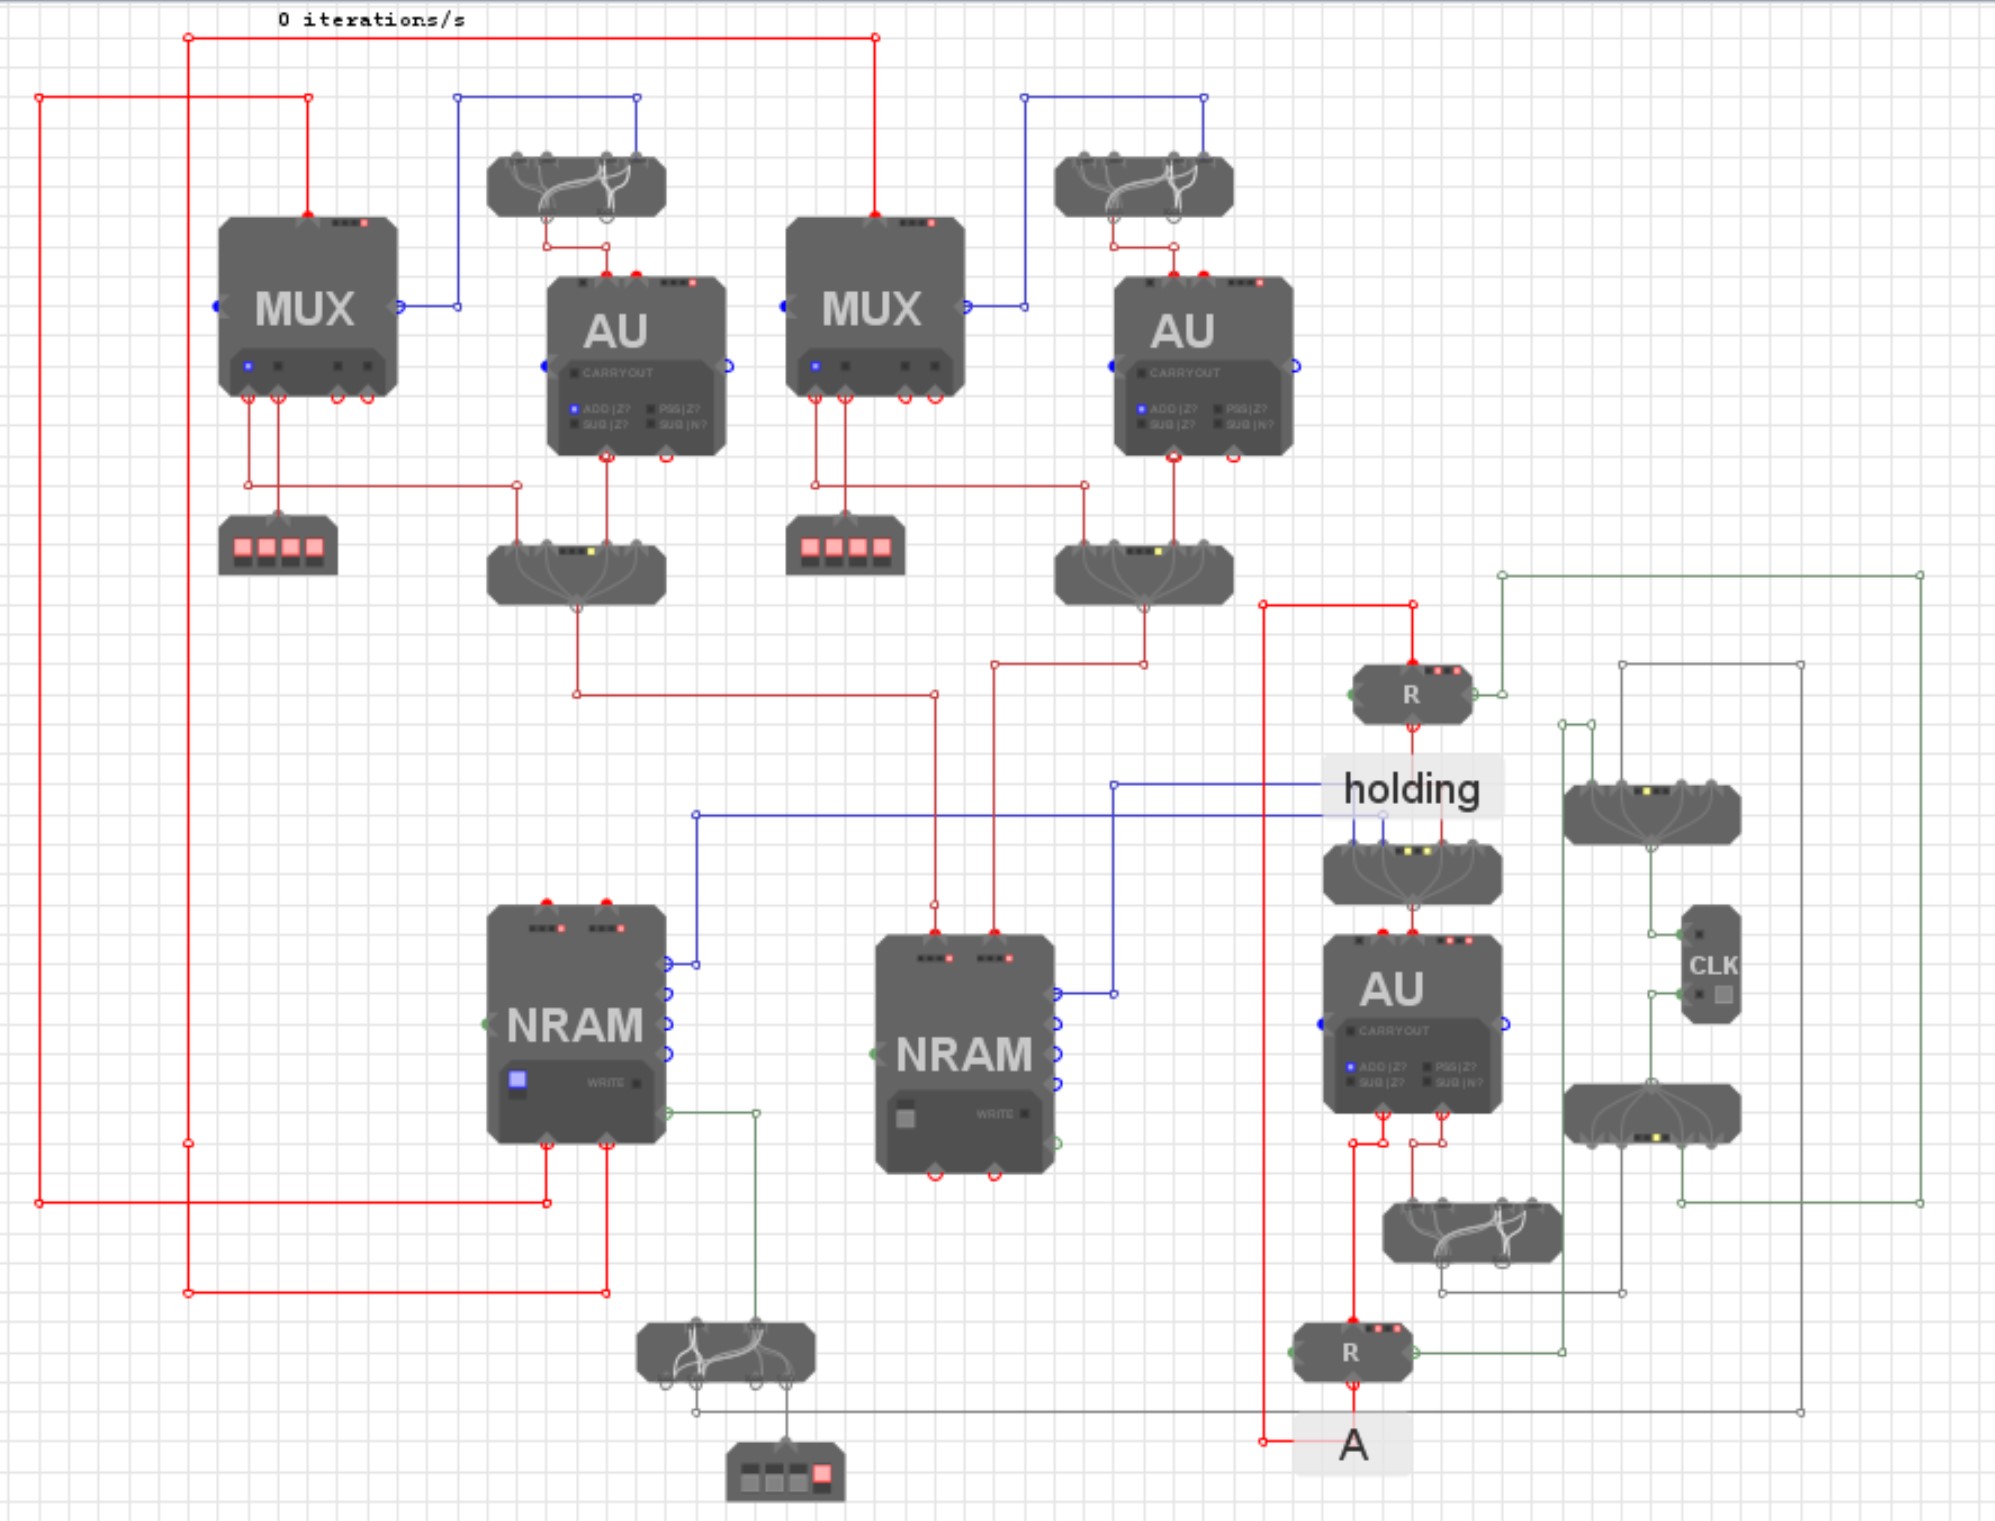 0 iterations/s
MUX
AU
CARRYOUT
ADD|Z? PSS|Z?
SUB|Z? SUB|N?
MUX
AU
CARRYOUT
ADD|Z? PSS|Z?
SUB|Z? SUB|N?
R
holding
CLK
AU
CARRYOUT
ADD|Z? PSS|Z?
SUB|Z? SUB|N?
NRAM
WRITE
NRAM
WRITE
R
A